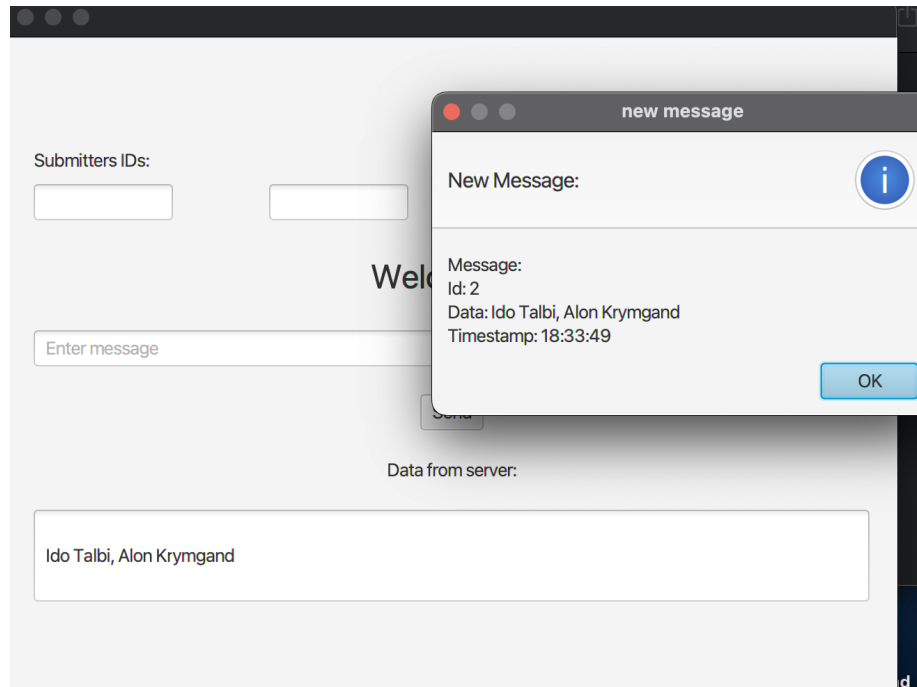 new message
Submitters IDs:
New Message:
Message:
Id: 2
Data: Ido Talbi, Alon Krymgand
Timestamp: 18:33:49
OK
Enter message
Send
Data from server:
Ido Talbi, Alon Krymgand